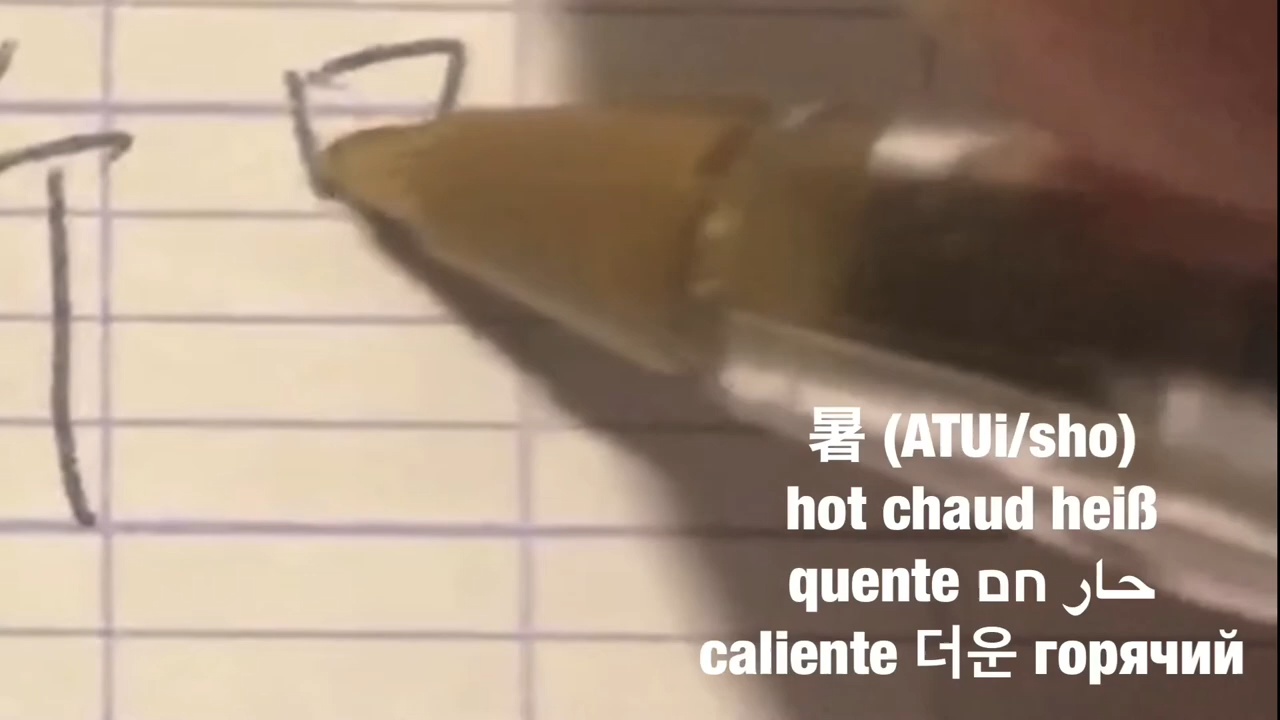 暑 (ATUi/sho)
hot chaud heiß
quente חם حار
caliente 더운 горячий